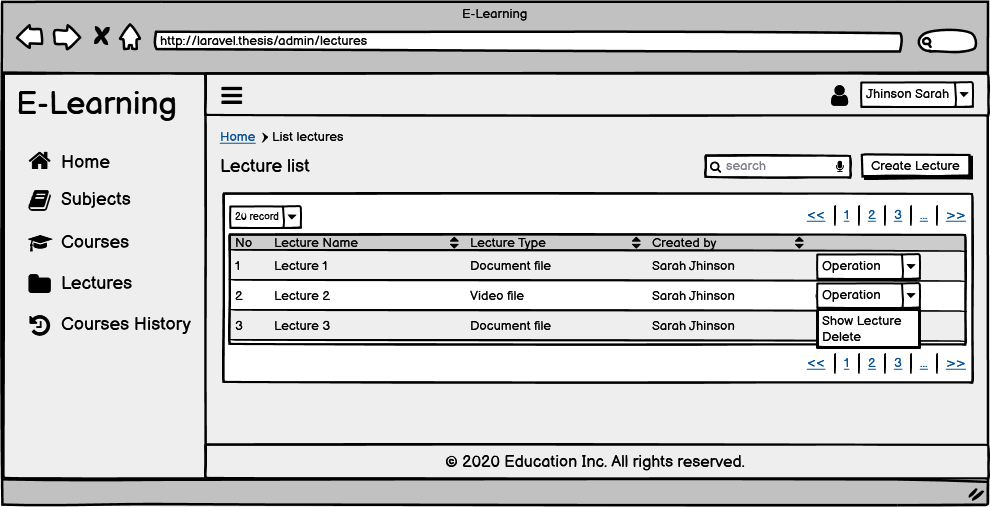 E-Learning
http://laravel.thesis/admin/lectures
E-Learning
Jhinson Sarah
Home
Subjects
Courses
Lectures
Courses History
Home List lectures
Lecture list
search
Create Lecture
20 record
<< 1 2 3 ... >>
No Lecture Name Lecture Type Created by
1 Lecture 1 Document file Sarah Jhinson Operation
2 Lecture 2 Video file Sarah Jhinson Operation
3 Lecture 3 Document file Sarah Jhinson
Show Lecture
Delete
<< 1 2 3 ... >>
© 2020 Education Inc. All rights reserved.